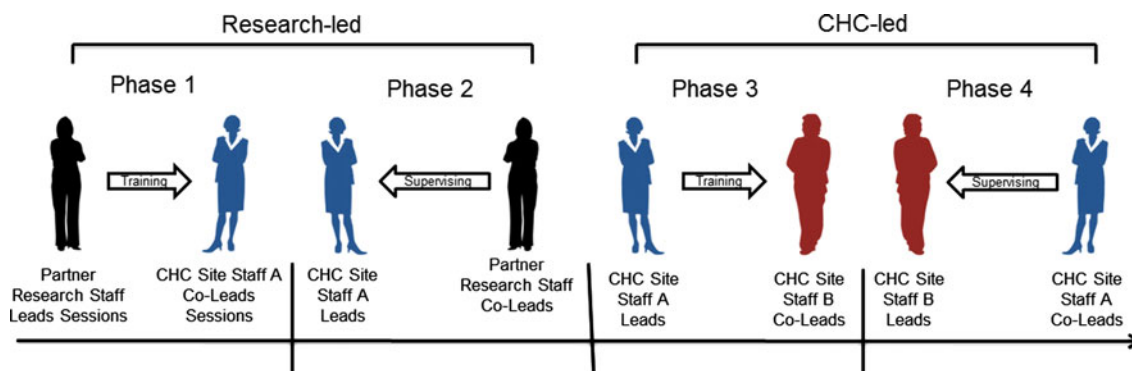 Research-led
CHC-led
Phase 1
Phase 2
Phase 3
Phase 4
Training
Supervising
Training
Supervising
Partner
Research Staff
Leads Sessions
CHC Site Staff A
Co-Leads
Sessions
CHC Site
Staff A
Leads
Partner
Research Staff
Co-Leads
CHC Site
Staff A
Leads
CHC Site
Staff B
Co-Leads
CHC Site
Staff B
Leads
CHC Site
Staff A
Co-Leads